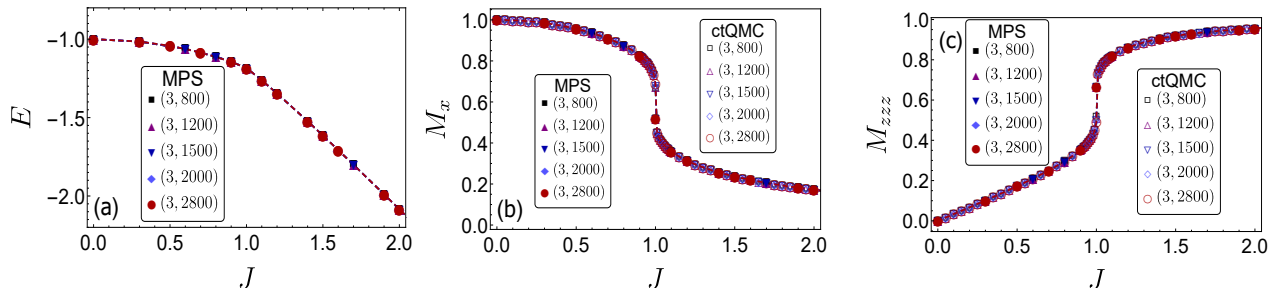 -1.0
-1.5
-2.0
E
(a)
MPS
(3, 800)
(3, 1200)
(3, 1500)
(3, 2000)
(3, 2800)
0.0 0.5 1.0 1.5 2.0
J
1.0
0.8
0.6
0.4
0.2
0.0
M_x
(b)
MPS
(3, 800)
(3, 1200)
(3, 1500)
(3, 2000)
(3, 2800)
ctQMC
(3, 800)
(3, 1200)
(3, 1500)
(3, 2000)
(3, 2800)
0.0 0.5 1.0 1.5 2.0
J
1.0
0.8
0.6
0.4
0.2
0.0
M_{zzz}
(c)
MPS
(3, 800)
(3, 1200)
(3, 1500)
(3, 2000)
(3, 2800)
ctQMC
(3, 800)
(3, 1200)
(3, 1500)
(3, 2000)
(3, 2800)
0.0 0.5 1.0 1.5 2.0
J